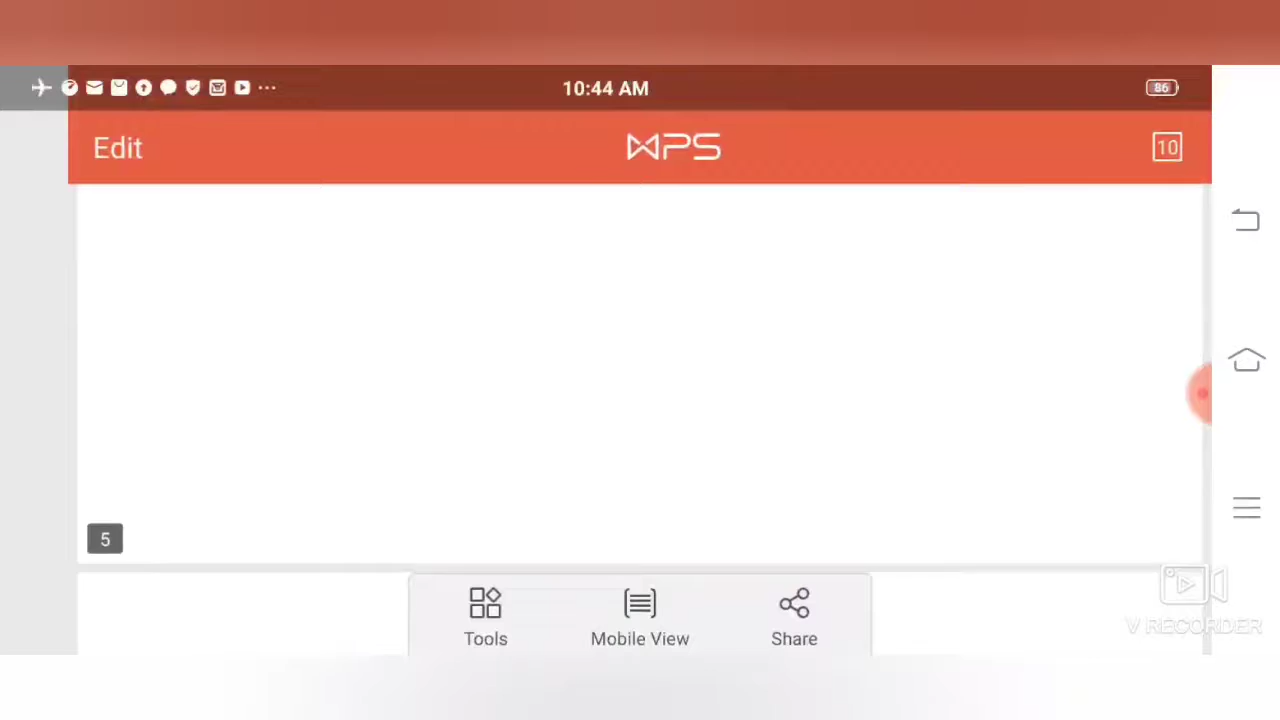 10:44 AM
86
Edit
WPS
10
5
Tools
Mobile View
Share
V RECORDER